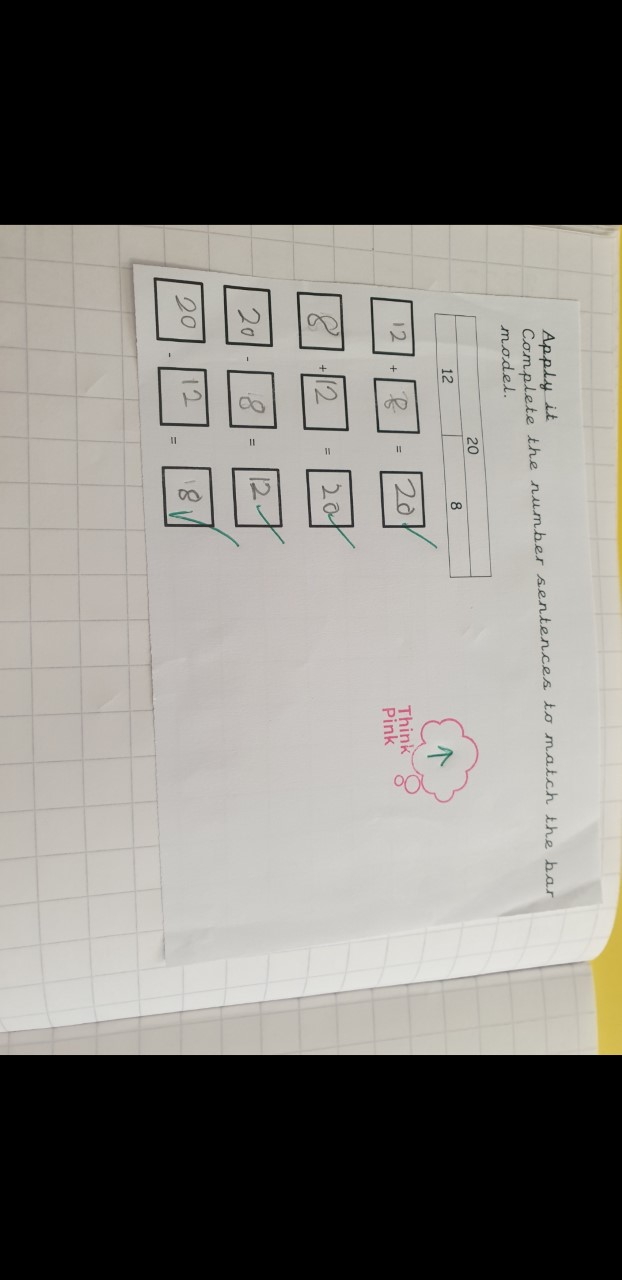 Apply it
Complete the number sentences to match the bar
model.
20
12 8
12 + 8 = 20
8 + 12 = 20
20 - 8 = 12
20 - 12 = 8
Think
Pink